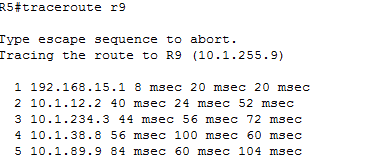 R5#traceroute r9
Type escape sequence to abort.
Tracing the route to R9 (10.1.255.9)
1 192.168.15.1 8 msec 20 msec 20 msec
2 10.1.12.2 40 msec 24 msec 52 msec
3 10.1.234.3 44 msec 56 msec 72 msec
4 10.1.38.8 56 msec 100 msec 60 msec
5 10.1.89.9 84 msec 60 msec 104 msec